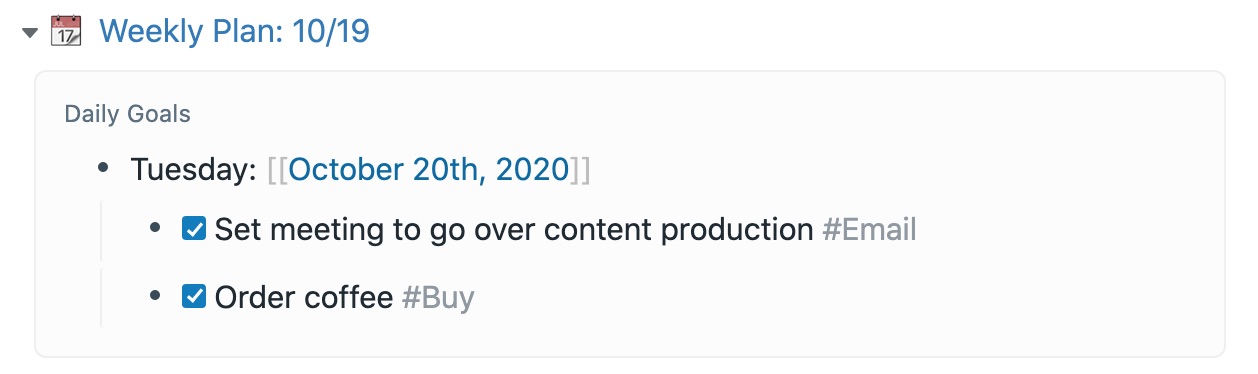 Weekly Plan: 10/19
Daily Goals
Tuesday: [[October 20th, 2020]]
Set meeting to go over content production #Email
Order coffee #Buy